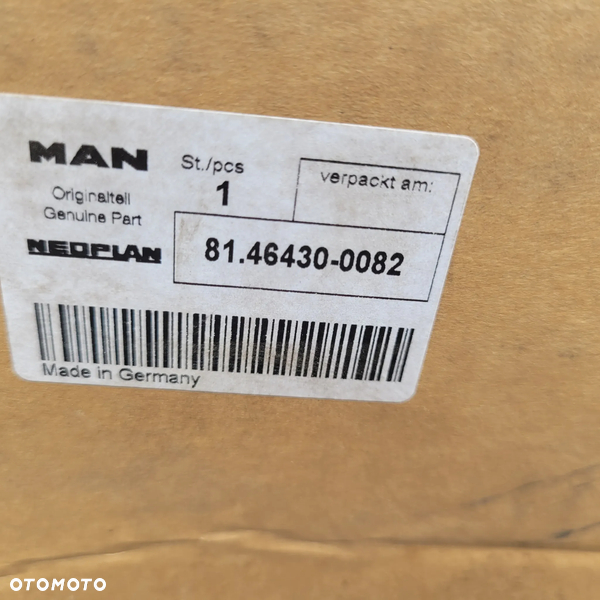 MAN
St./pcs
1
verpackt am:
Originalteil
Genuine Part
NEOPLAN
81.46430-0082
Made in Germany
OTOMOTO